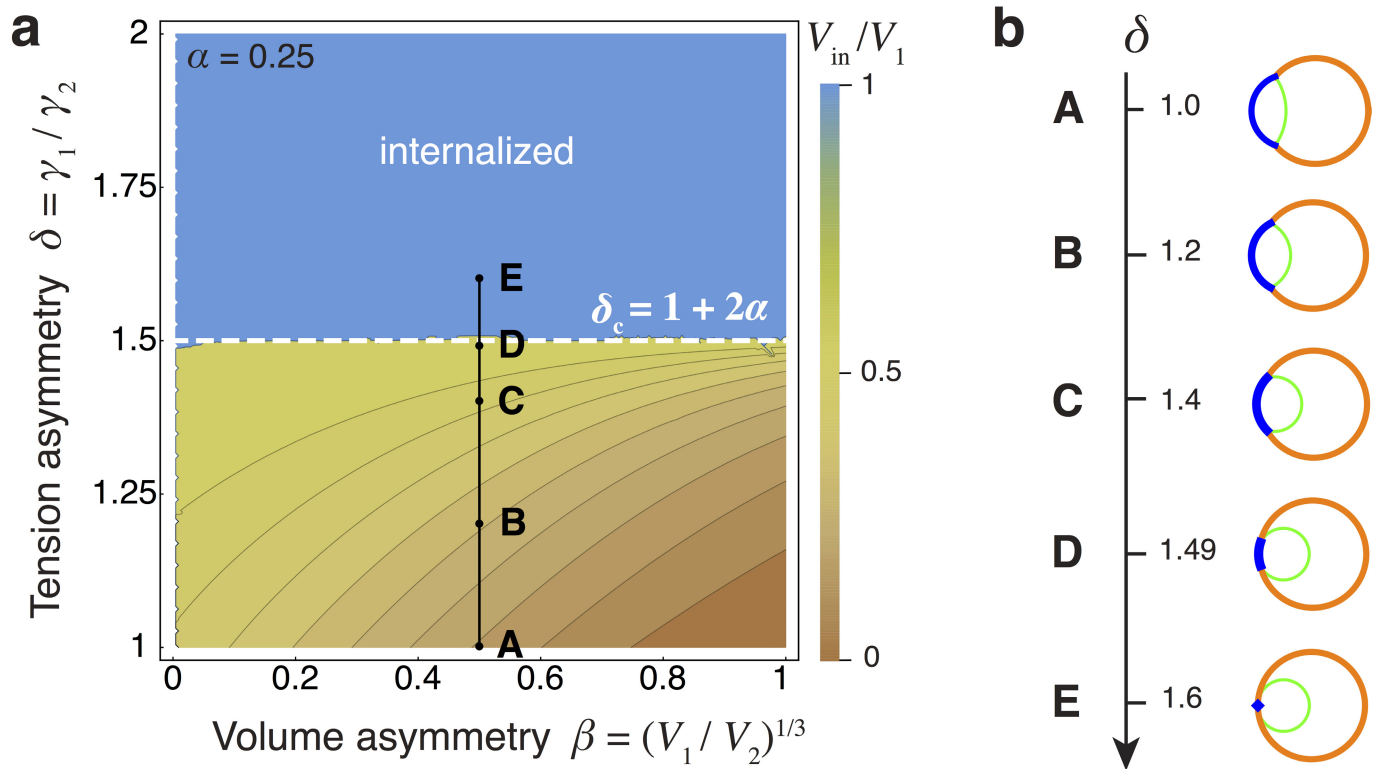 a
α = 0.25
internalized
δc = 1 + 2α
E
D
C
B
A
2
1.75
1.5
1.25
1
0
0.2
0.4
0.6
0.8
1
Tension asymmetry δ = γ1 / γ2
Volume asymmetry β = (V1 / V2)1/3
Vin /V1
1
0.5
0
b
δ
A 1.0
B 1.2
C 1.4
D 1.49
E 1.6